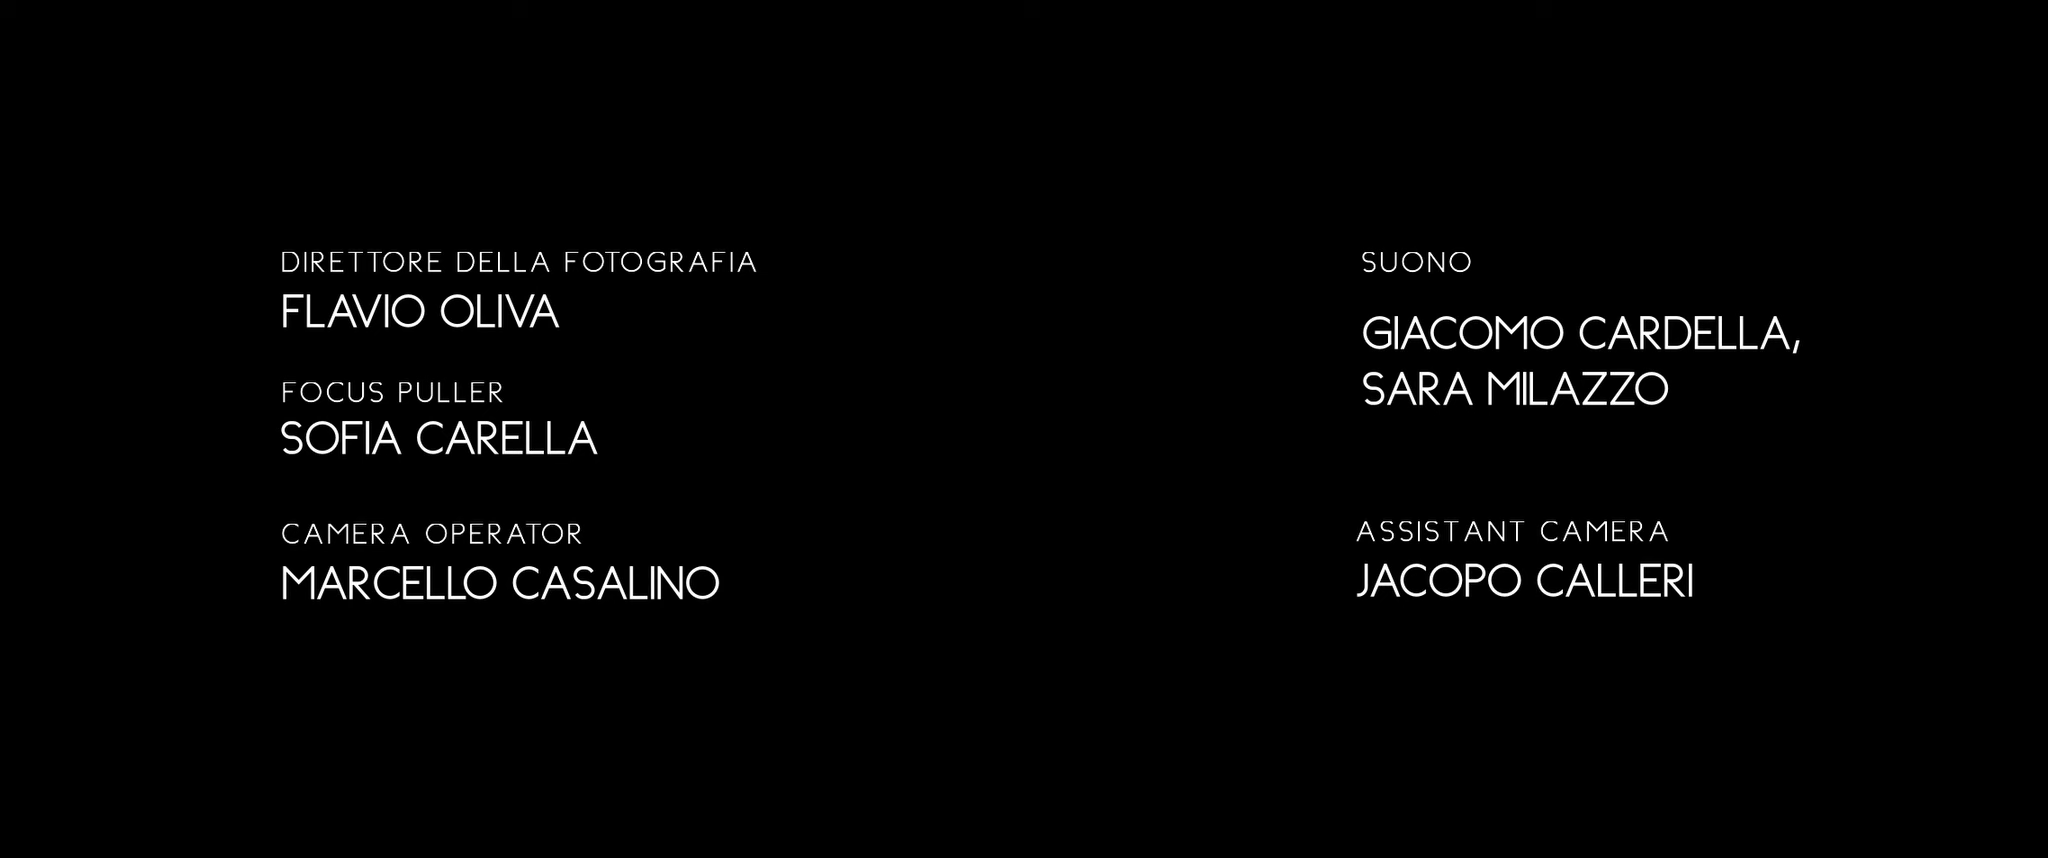 DIRETTORE DELLA FOTOGRAFIA
FLAVIO OLIVA
FOCUS PULLER
SOFIA CARELLA
CAMERA OPERATOR
MARCELLO CASALINO
SUONO
GIACOMO CARDELLA,
SARA MILAZZO
ASSISTANT CAMERA
JACOPO CALLERI